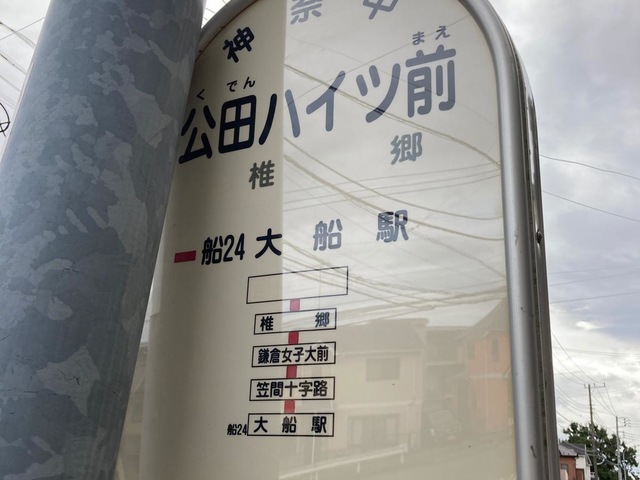 神奈
くでん まえ
公田ハイツ前
椎郷
船24 大船駅
椎郷
鎌倉女子大前
笠間十字路
船24 大船駅